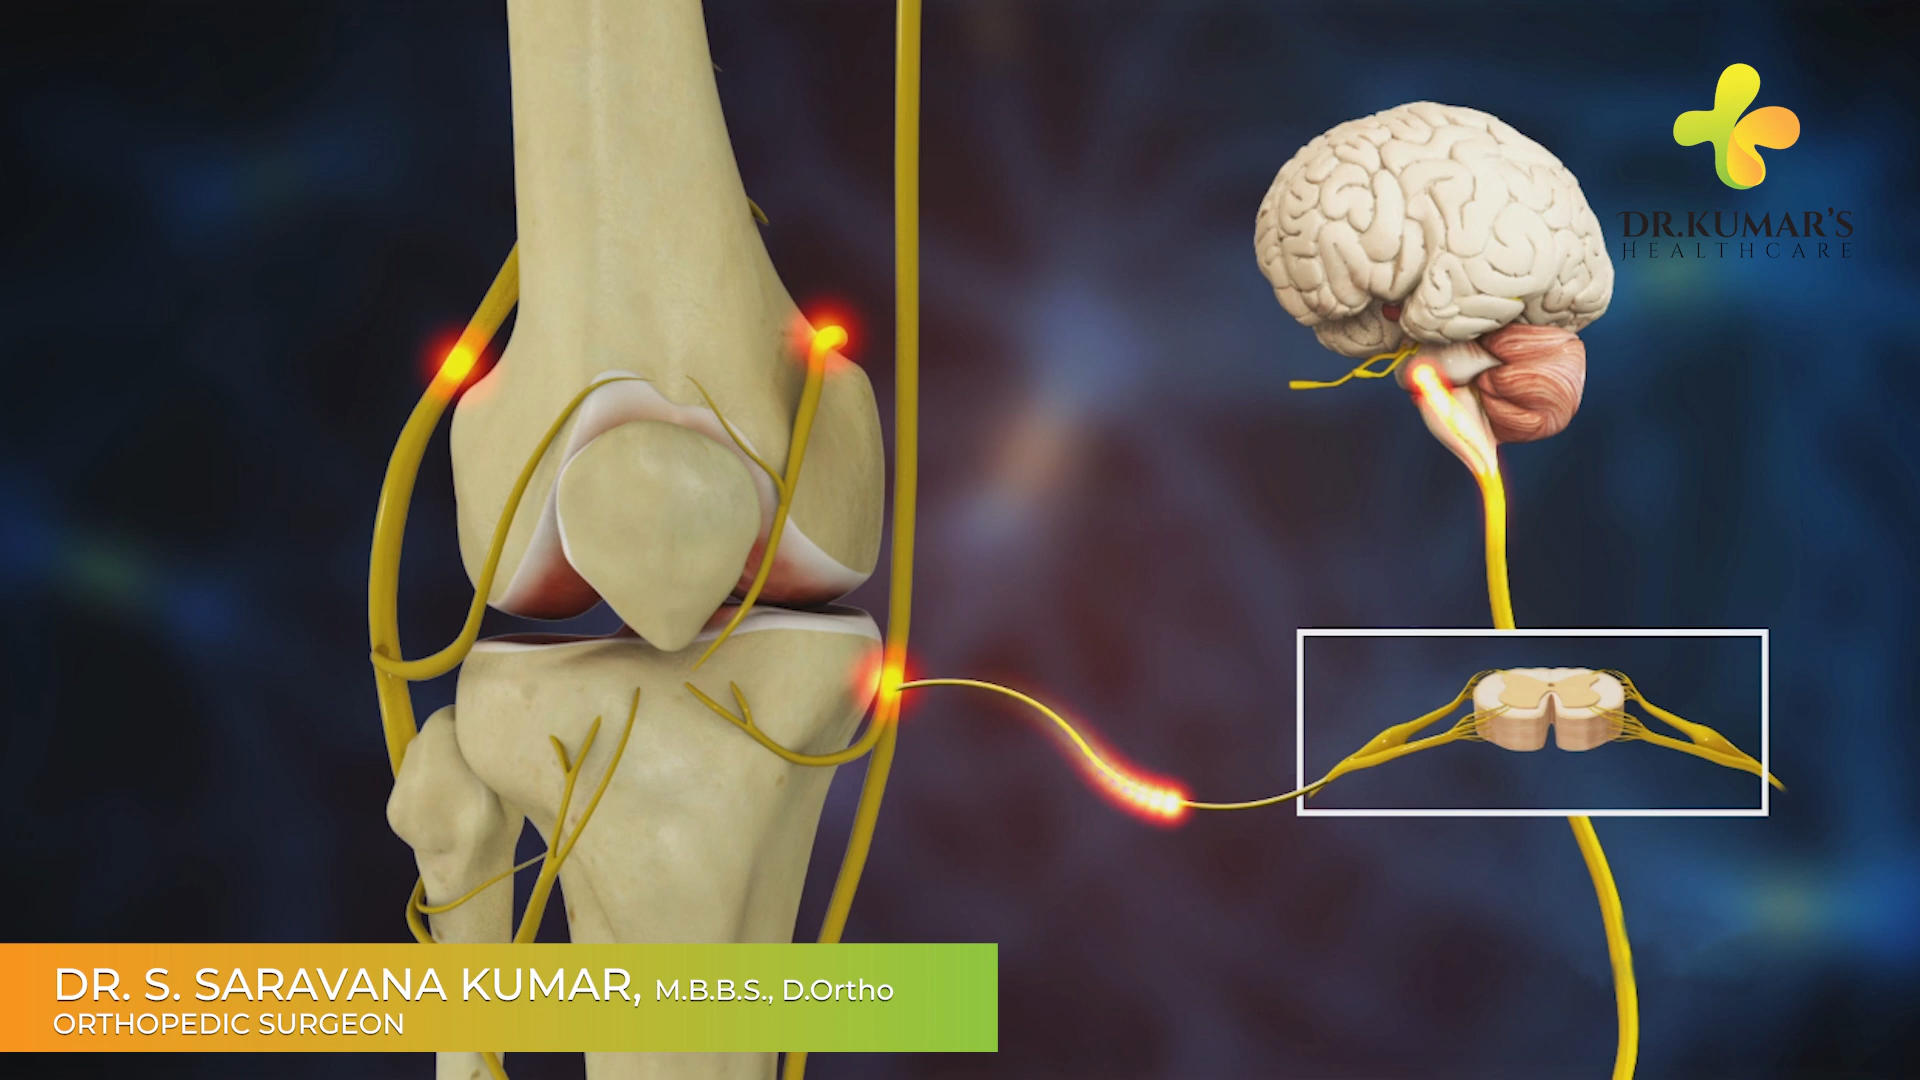 DR.KUMAR'S
HEALTHCARE
DR. S. SARAVANA KUMAR, M.B.B.S., D.Ortho
ORTHOPEDIC SURGEON